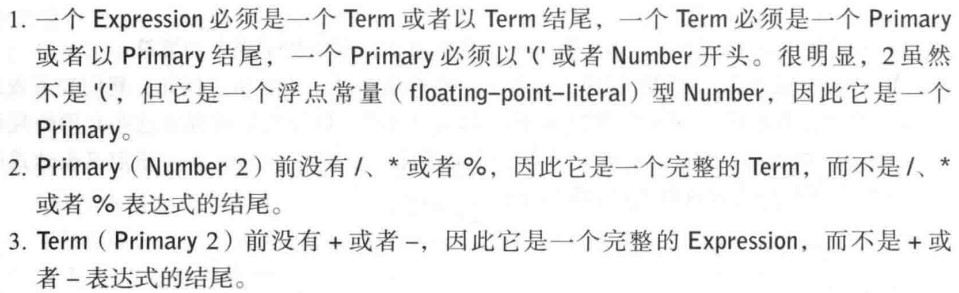 1. 一个 Expression 必须是一个 Term 或者以 Term 结尾，一个 Term 必须是一个 Primary
或者以 Primary 结尾，一个 Primary 必须以 '(' 或者 Number 开头。很明显，2 虽然
不是 '('，但它是一个浮点常量（floating-point-literal）型 Number，因此它是一个
Primary。
2. Primary（Number 2）前没有 /、* 或者 %，因此它是一个完整的 Term，而不是 /、*
或者 % 表达式的结尾。
3. Term（Primary 2）前没有 + 或者 –，因此它是一个完整的 Expression，而不是 + 或
者 – 表达式的结尾。